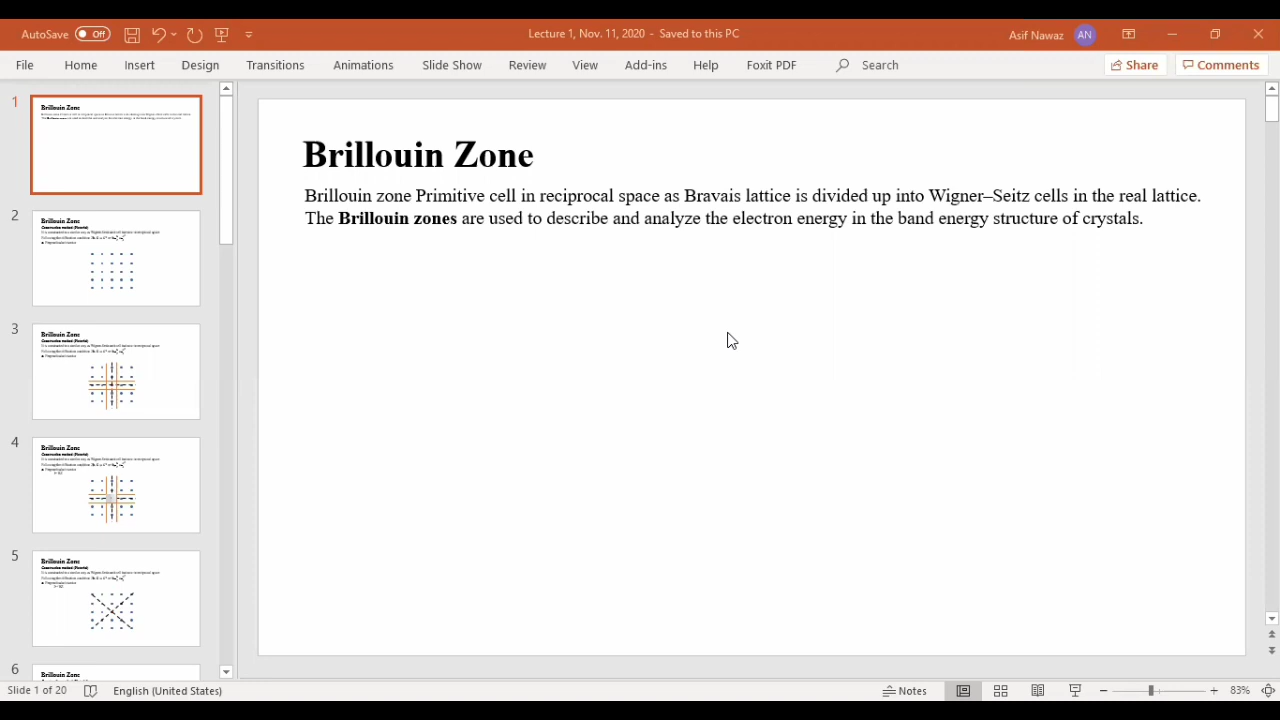 AutoSave Off
Lecture 1, Nov. 11, 2020 - Saved to this PC
Asif Nawaz AN
File Home Insert Design Transitions Animations Slide Show Review View Add-ins Help Foxit PDF Search Share Comments
1
Brillouin Zone
2
Brillouin Zone
3
Brillouin Zone
4
Brillouin Zone
5
Brillouin Zone
6
Brillouin Zone
Brillouin Zone
Brillouin zone Primitive cell in reciprocal space as Bravais lattice is divided up into Wigner–Seitz cells in the real lattice.
The Brillouin zones are used to describe and analyze the electron energy in the band energy structure of crystals.
Slide 1 of 20 English (United States) Notes 83%